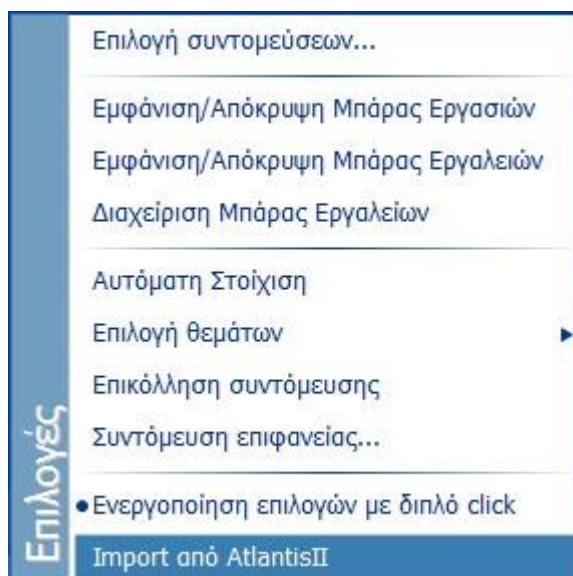 Επιλογή συντομεύσεων...
Εμφάνιση/Απόκρυψη Μπάρας Εργασιών
Εμφάνιση/Απόκρυψη Μπάρας Εργαλειών
Διαχείριση Μπάρας Εργαλείων
Αυτόματη Στοίχιση
Επιλογή θεμάτων
Επικόλληση συντόμευσης
Συντόμευση επιφανείας...
Ενεργοποίηση επιλογών με διπλό click
Import από AtlantisII
Επιλογές